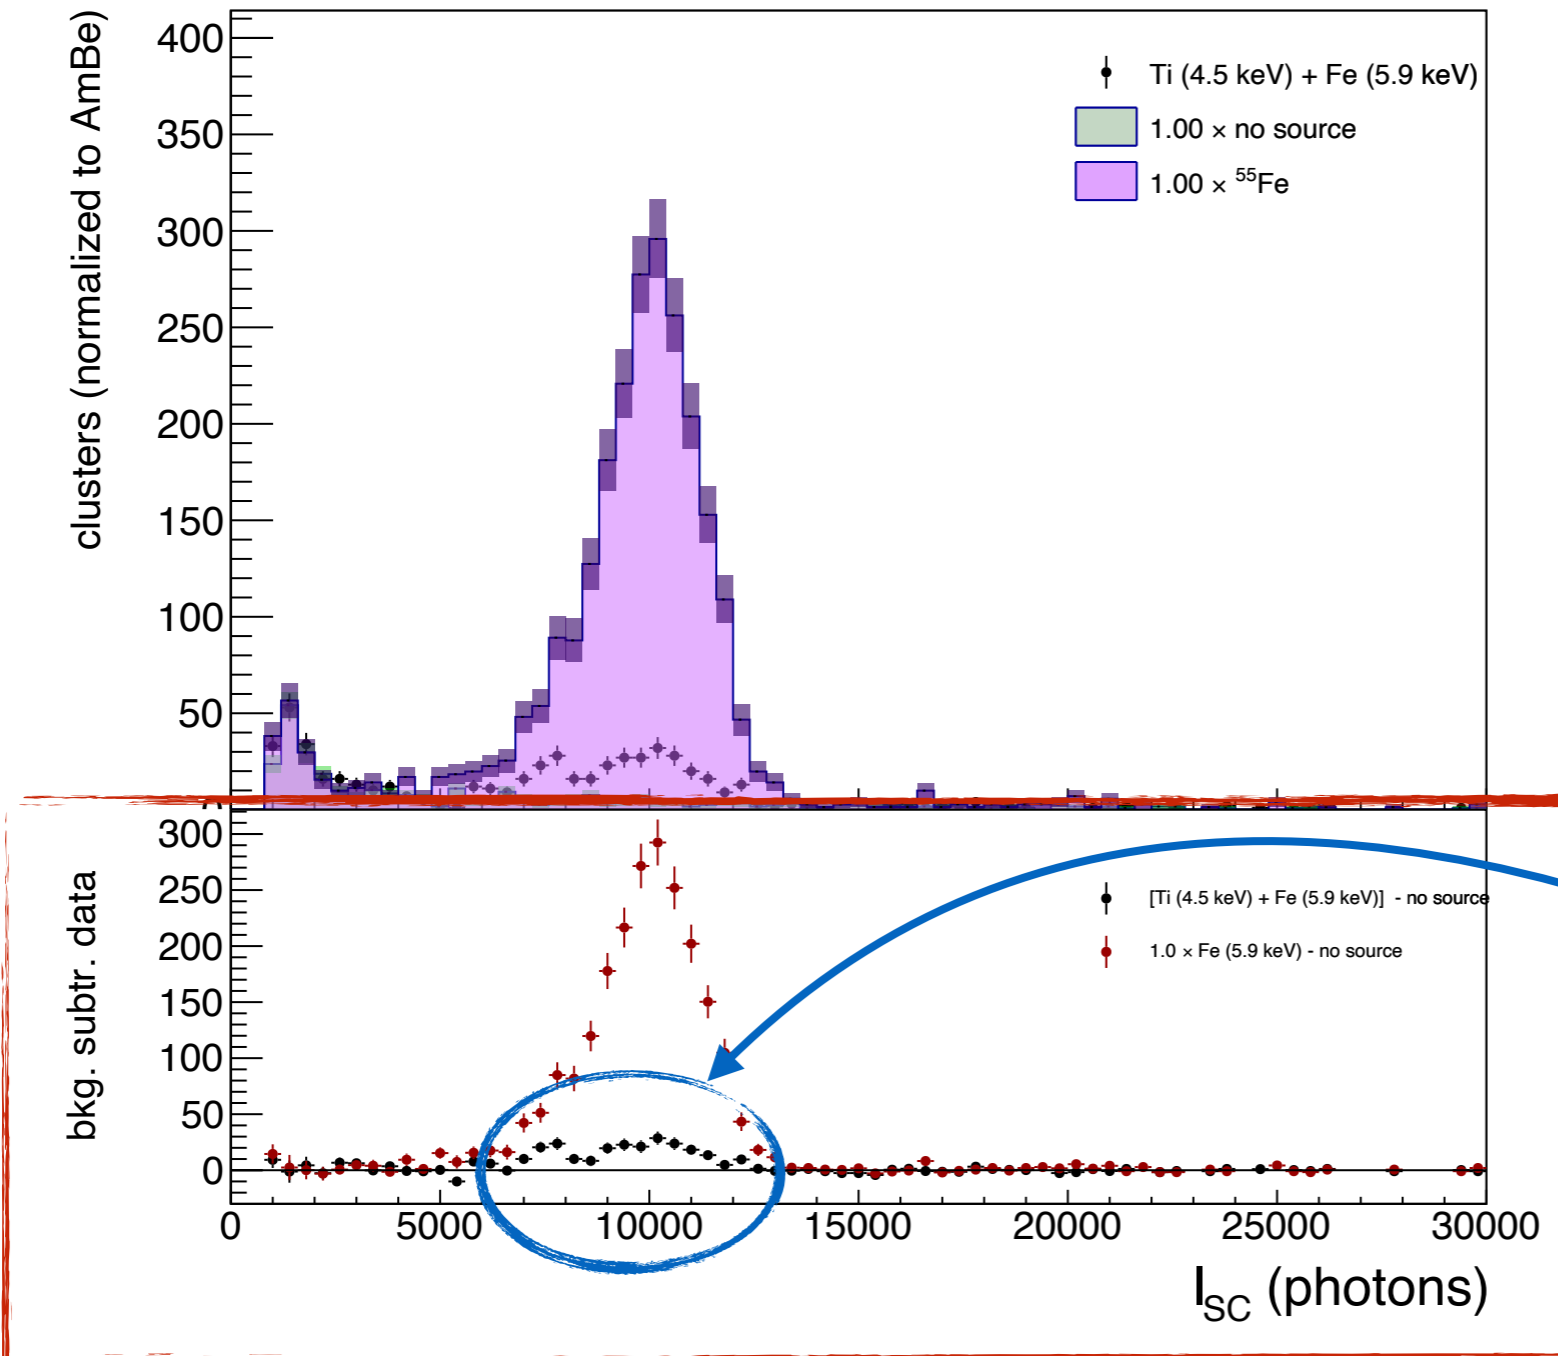 clusters (normalized to AmBe)
400
350
300
250
200
150
100
50
Ti (4.5 keV) + Fe (5.9 keV)
1.00 × no source
1.00 × ⁵⁵Fe
bkg. subtr. data
300
250
200
150
100
50
0
[Ti (4.5 keV) + Fe (5.9 keV)] - no source
1.0 × Fe (5.9 keV) - no source
0 5000 10000 15000 20000 25000 30000
I_SC (photons)